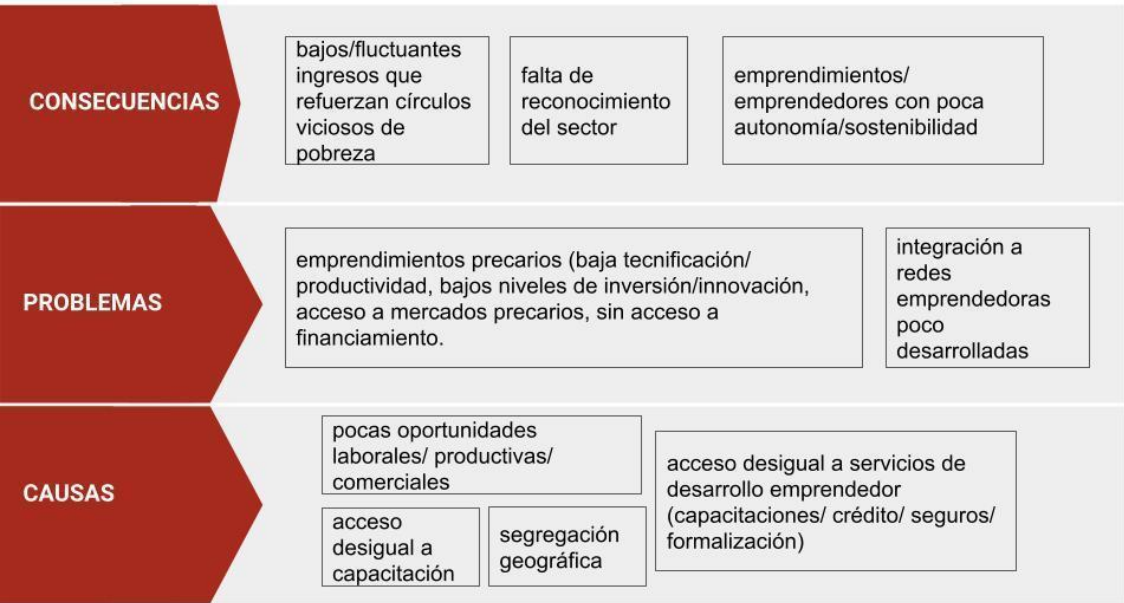 CONSECUENCIAS
bajos/fluctuantes
ingresos que
refuerzan círculos
viciosos de
pobreza
falta de
reconocimiento
del sector
emprendimientos/
emprendedores con poca
autonomía/sostenibilidad
PROBLEMAS
emprendimientos precarios (baja tecnificación/
productividad, bajos niveles de inversión/innovación,
acceso a mercados precarios, sin acceso a
financiamiento.
integración a
redes
emprendedoras
poco
desarrolladas
CAUSAS
pocas oportunidades
laborales/ productivas/
comerciales
acceso
desigual a
capacitación
segregación
geográfica
acceso desigual a servicios de
desarrollo emprendedor
(capacitaciones/ crédito/ seguros/
formalización)